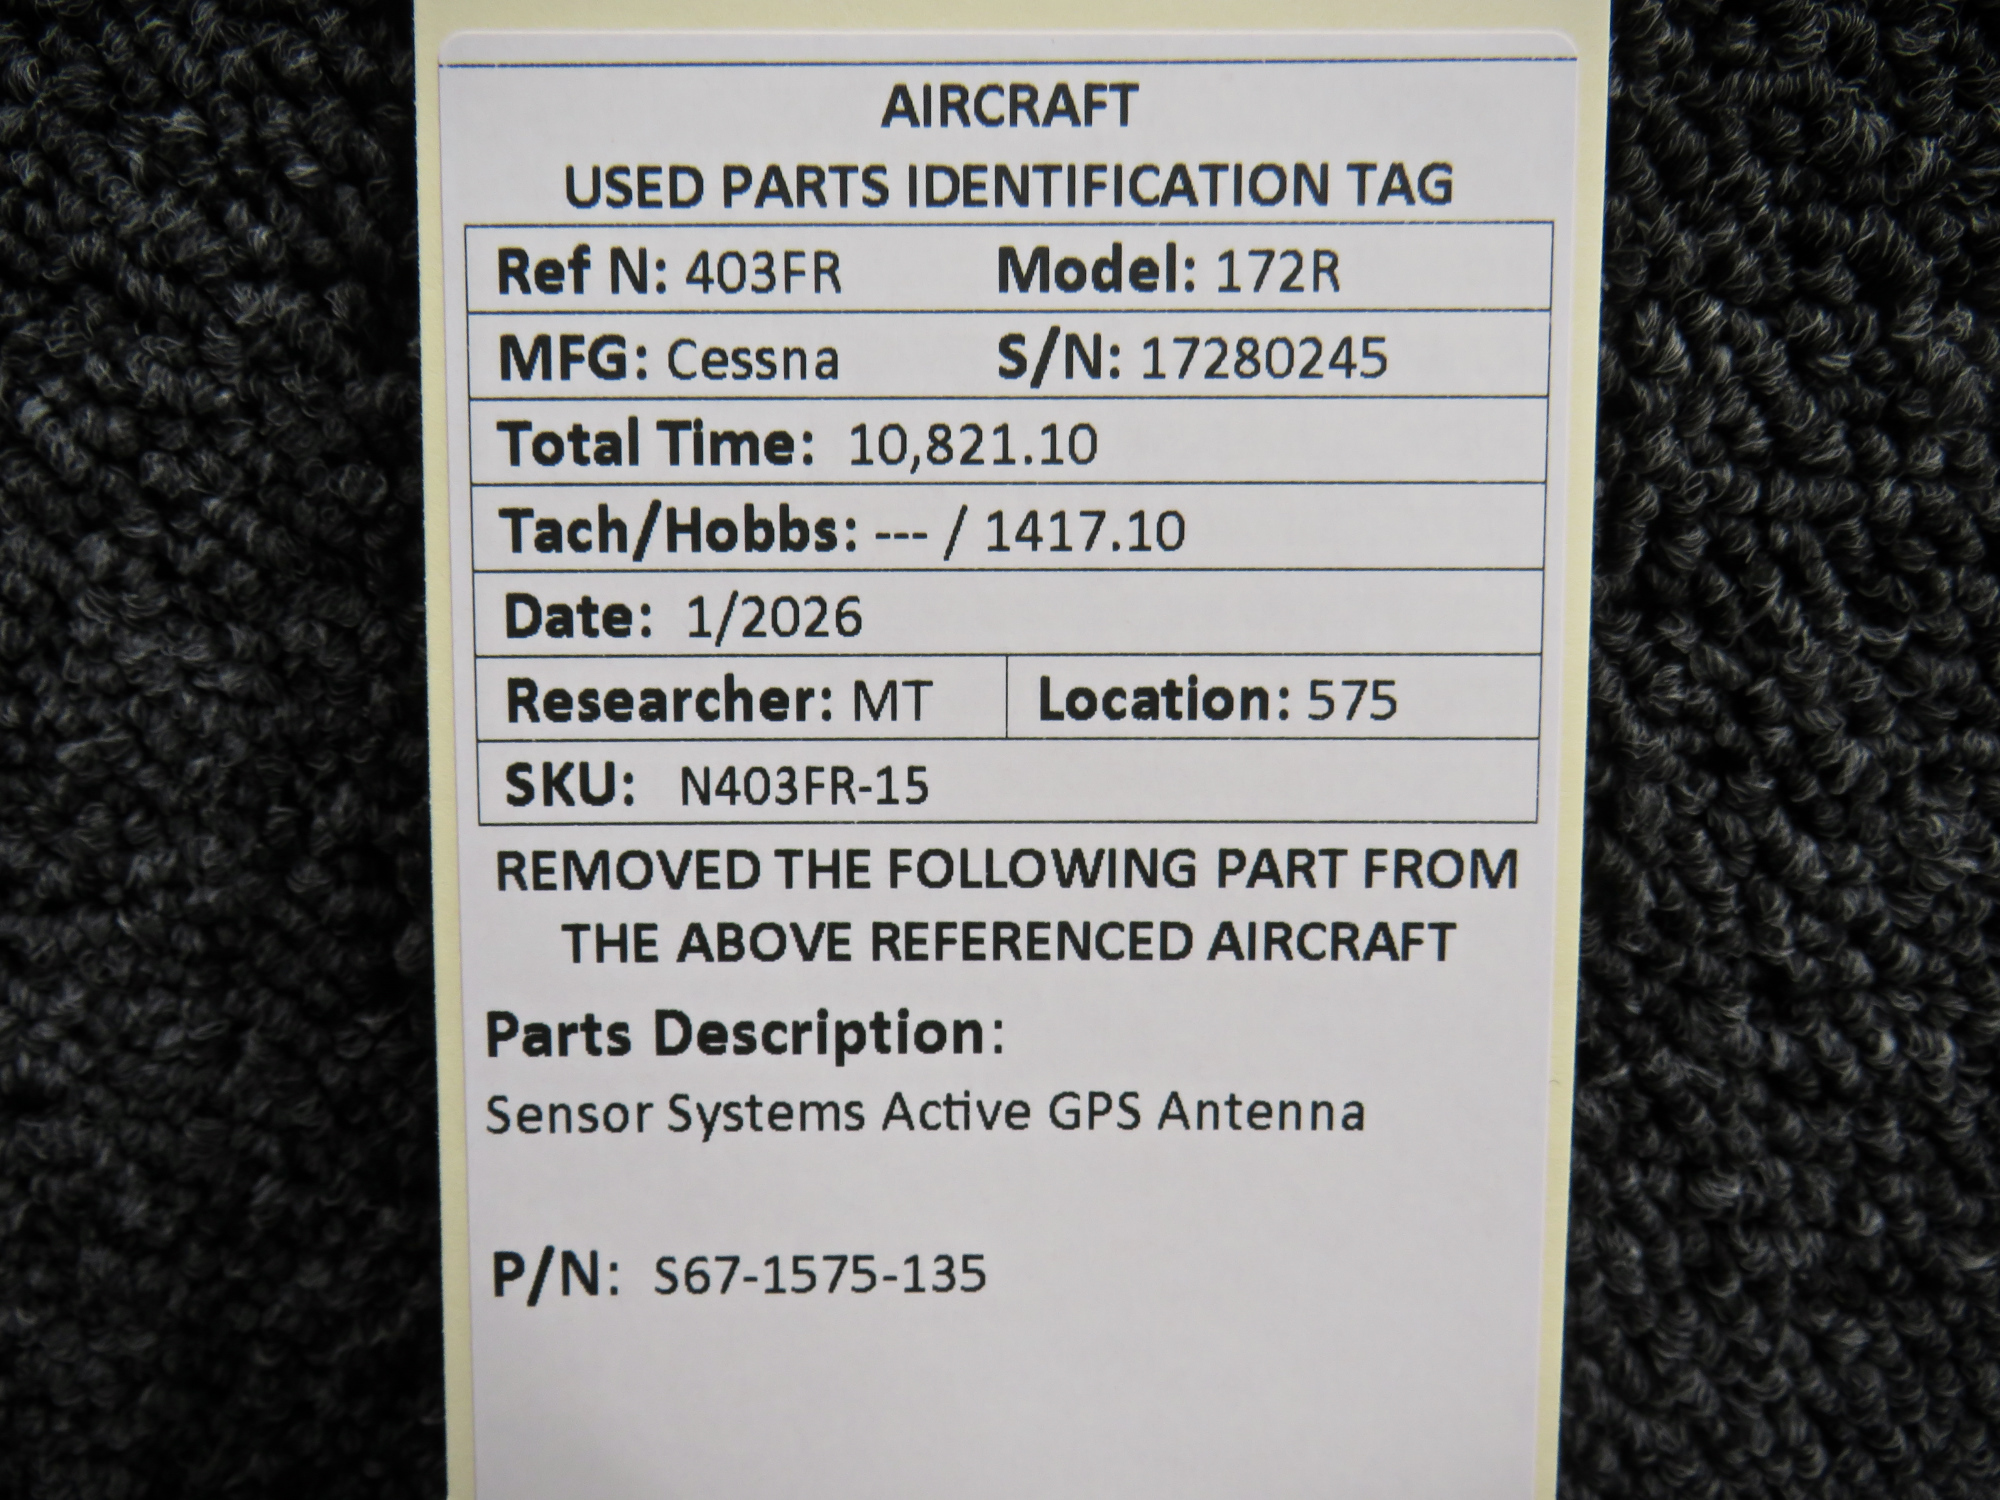 AIRCRAFT
USED PARTS IDENTIFICATION TAG
Ref N: 403FR Model: 172R
MFG: Cessna S/N: 17280245
Total Time: 10,821.10
Tach/Hobbs: --- / 1417.10
Date: 1/2026
Researcher: MT Location: 575
SKU: N403FR-15
REMOVED THE FOLLOWING PART FROM
THE ABOVE REFERENCED AIRCRAFT
Parts Description:
Sensor Systems Active GPS Antenna
P/N: S67-1575-135